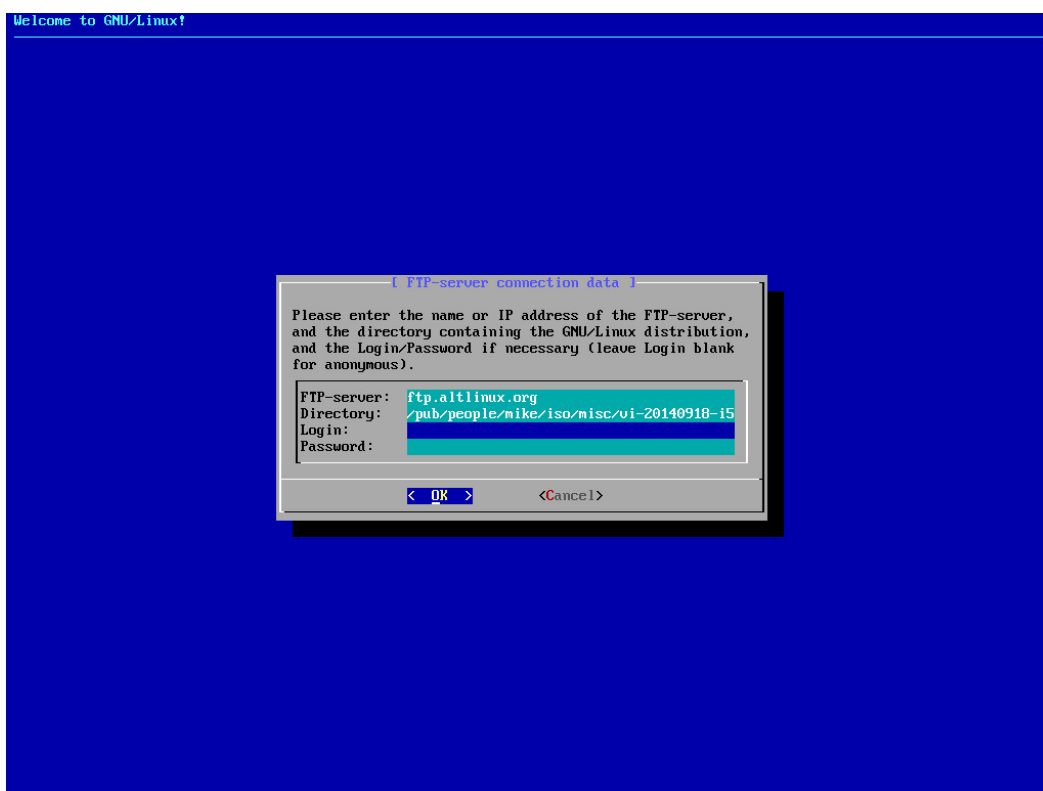 Welcome to GNU/Linux!
[ FTP-server connection data ]
Please enter the name or IP address of the FTP-server,
and the directory containing the GNU/Linux distribution,
and the Login/Password if necessary (leave Login blank
for anonymous).
FTP-server: ftp.altlinux.org
Directory: /pub/people/mike/iso/misc/vi-20140918-i5
Login:
Password:
< OK > <Cancel>